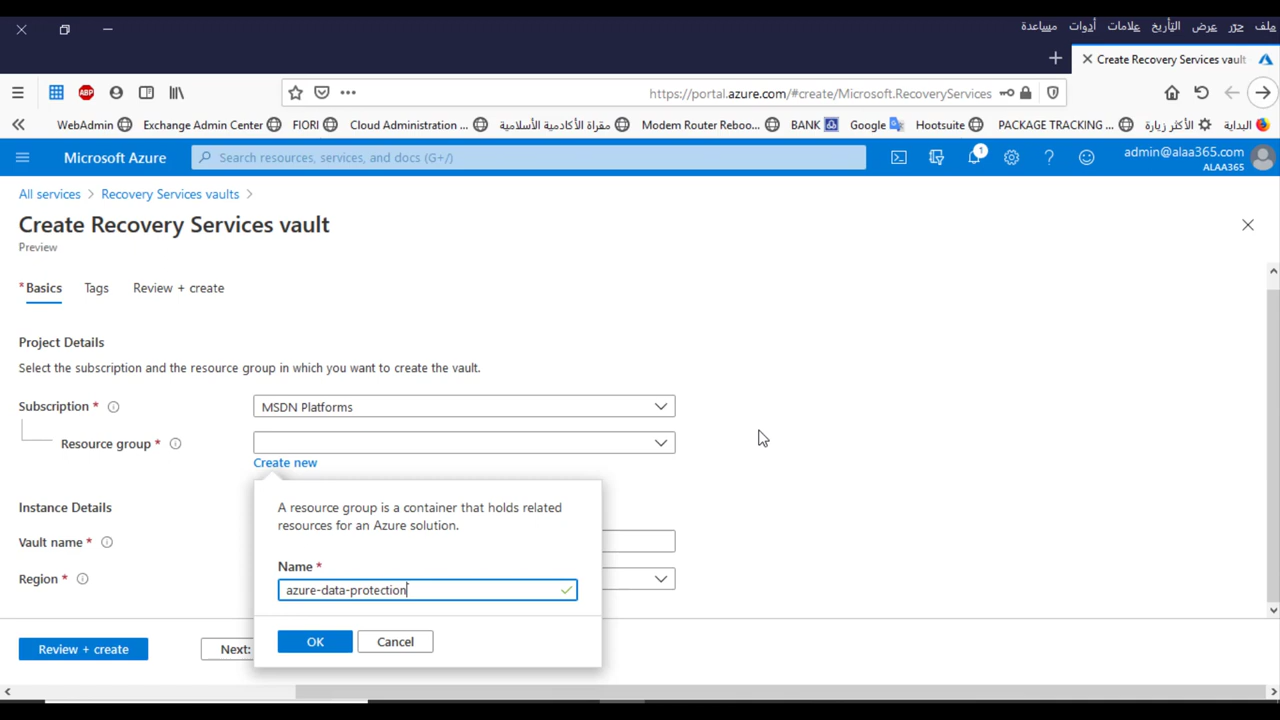 ملف حرّر عرض التأريخ علامات أدوات مساعدة
Create Recovery Services vault
https://portal.azure.com/#create/Microsoft.RecoveryServices
ABP
WebAdmin Exchange Admin Center FIORI Cloud Administration ... مقراة الأكاديمية الأسلامية Modem Router Reboo... BANK Google Hootsuite PACKAGE TRACKING ... الأكثر زيارة البداية
Microsoft Azure Search resources, services, and docs (G+/) 1 admin@alaa365.com
ALAA365
All services > Recovery Services vaults >
Create Recovery Services vault
Preview
* Basics Tags Review + create
Project Details
Select the subscription and the resource group in which you want to create the vault.
Subscription * MSDN Platforms
Resource group *
Create new
A resource group is a container that holds related
resources for an Azure solution.
Instance Details
Vault name *
Name *
Region *
azure-data-protection
Review + create Next: OK Cancel